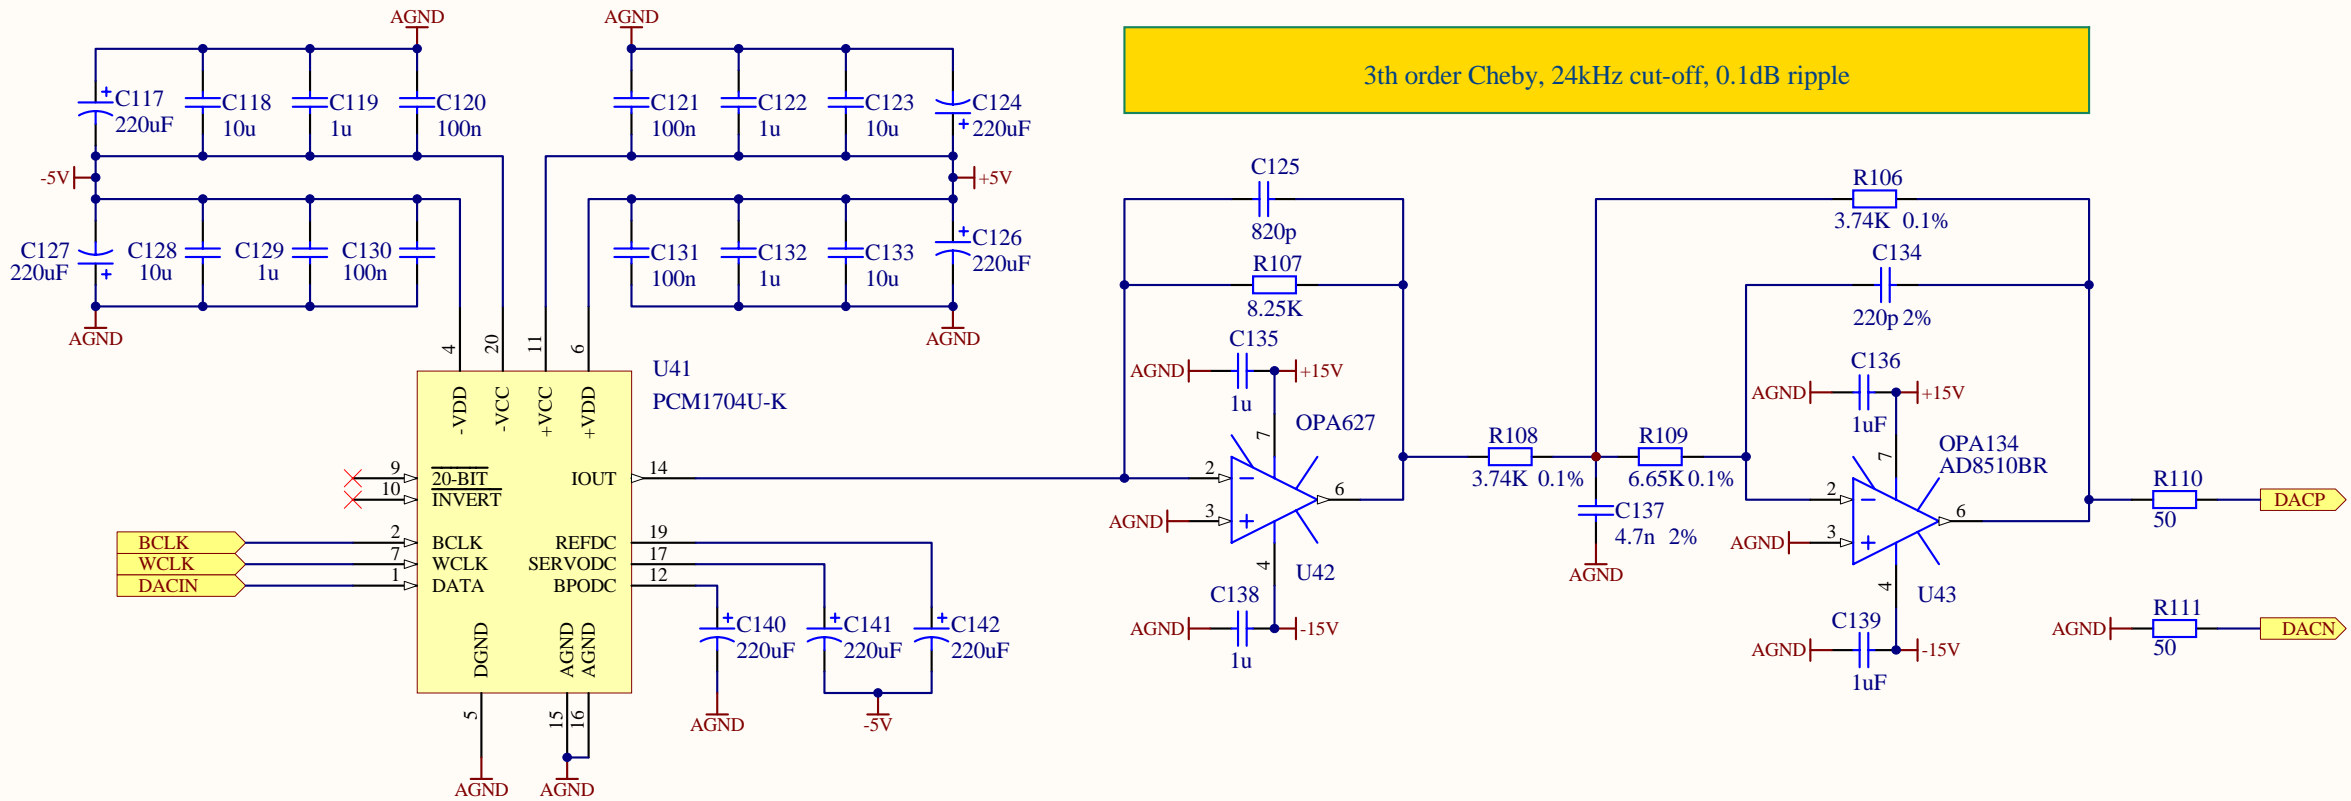 AGND
AGND
3th order Cheby, 24kHz cut-off, 0.1dB ripple
C117
220uF
C118
10u
C119
1u
C120
100n
C121
100n
C122
1u
C123
10u
C124
220uF
-5V
+5V
C127
220uF
C128
10u
C129
1u
C130
100n
C131
100n
C132
1u
C133
10u
C126
220uF
AGND
AGND
4
20
11
6
U41
PCM1704U-K
-VDD
-VCC
+VCC
+VDD
9
20-BIT
10
INVERT
IOUT
14
BCLK
2
BCLK
WCLK
7
WCLK
DACIN
1
DATA
REFDC
19
SERVODC
17
BPODC
12
DGND
AGND
AGND
5
15
16
AGND
AGND
C140
220uF
C141
220uF
C142
220uF
AGND
-5V
C125
820p
R107
8.25K
C135
AGND
+15V
1u
OPA627
7
2
AGND
3
6
4
U42
C138
AGND
-15V
1u
R108
3.74K 0.1%
R109
6.65K 0.1%
C137
4.7n 2%
AGND
R106
3.74K 0.1%
C134
220p 2%
C136
AGND
+15V
1uF
OPA134
AD8510BR
7
2
AGND
3
6
4
U43
C139
AGND
-15V
1uF
R110
50
DACP
AGND
R111
50
DACN